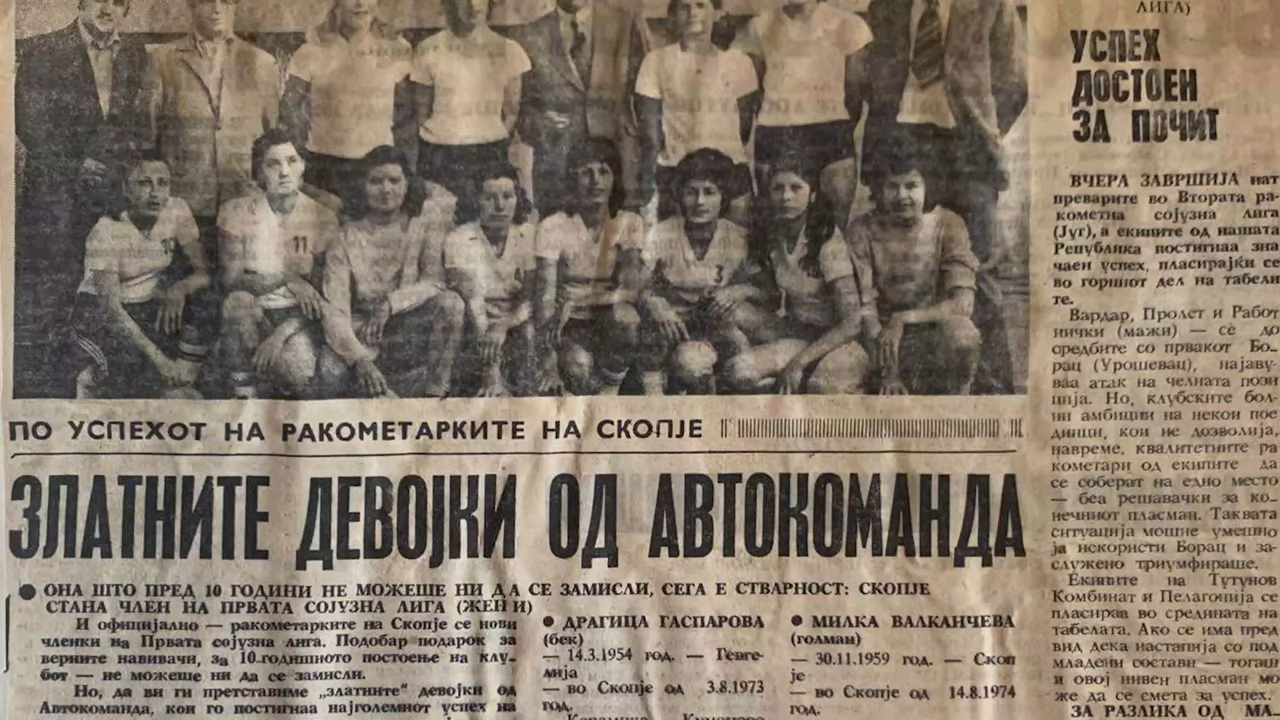 ПО УСПЕХОТ НА РАКОМЕТАРКИТЕ НА СКОПЈЕ
ЗЛАТНИТЕ ДЕВОЈКИ ОД АВТОКОМАНДА
● ОНА ШТО ПРЕД 10 ГОДИНИ НЕ МОЖЕШЕ НИ ДА СЕ ЗАМИСЛИ, СЕГА Е СТВАРНОСТ: СКОПЈЕ
СТАНА ЧЛЕН НА ПРВАТА СОЈУЗНА ЛИГА (ЖЕНИ)
И официјално — ракометарките на Скопје се нови
членки на Првата сојузна лига. Подобар подарок за
верните навивачи, за 10-годишното постоење на клу-
бот — не можеше ни да се замисли.
Но, да ви ги претставиме „златните" девојки од
Автокоманда, кои го постигнаа најголемиот успех на
● ДРАГИЦА ГАСПАРОВА
(бек)
— 14.3.1954 год. — Гевге-
лија
— во Скопје од 3.8.1973
год.
● МИЛКА ВАЛКАНЧЕВА
(голман)
— 30.11.1959 год. — Скоп
је
— во Скопје од 14.8.1974
год.
ЛИГА)
УСПЕХ
ДОСТОЕН
ЗА ПОЧИТ
ВЧЕРА ЗАВРШИЈА нат
преварите во Втората ра-
кометна сојузна лига
(Југ), а екипите од нашата
Република постигнаа зна
чаен успех, пласирајќи се
во горниот дел на табели
те.
Вардар, Пролет и Работ
нички (мажи) — сѐ до
средбите со првакот Бо-
рац (Урошевац), најаву-
ваа атак на челната пози
ција. Но, клубските бол-
ни амбиции на некои пое
динци, кои не дозволија,
навреме, квалитетните ра
кометари од екипите да
се соберат на едно место
— беа решавачки за ко-
нечниот пласман. Таквата
ситуација мошне умешно
ја искористи Борац и за-
служено триумфираше.
Екипите на Тутунов
Комбинат и Пелагонија се
пласираа во средината на
табелата. Ако се има пред
вид дека настапија со под
младени состави — тогаш
и овој нивен пласман мо
же да се смета за успех.
ЗА РАЗЛИКА ОД МА-
10
11
3